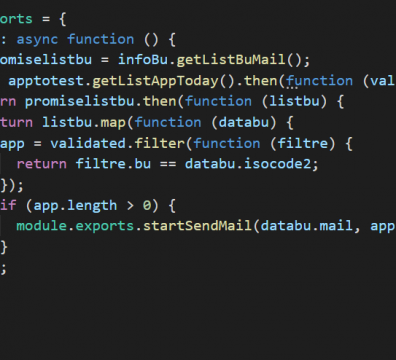 orts = {
: async function () {
omiselistbu = infoBu.getListBuMail();
apptotest.getListAppToday().then(function (val
rn promiselistbu.then(function (listbu) {
turn listbu.map(function (databu) {
app = validated.filter(function (filtre) {
return filtre.bu == databu.isocode2;
});
if (app.length > 0) {
module.exports.startSendMail(databu.mail, app
}
;